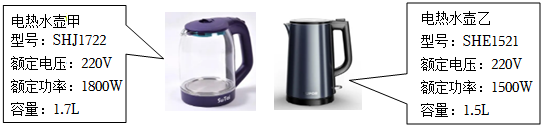 电热水壶甲
型号：SHJ1722
额定电压：220V
额定功率：1800W
容量：1.7L
电热水壶乙
型号：SHE1521
额定电压：220V
额定功率：1500W
容量：1.5L